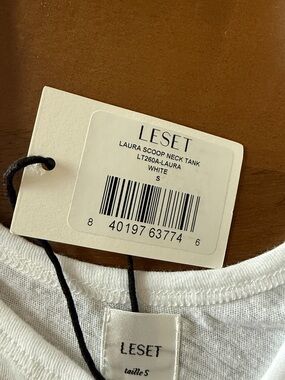 LESET
LAURA SCOOP NECK TANK
LT260A-LAURA
WHITE
S
8 40197 63774 6
LESET
taille S